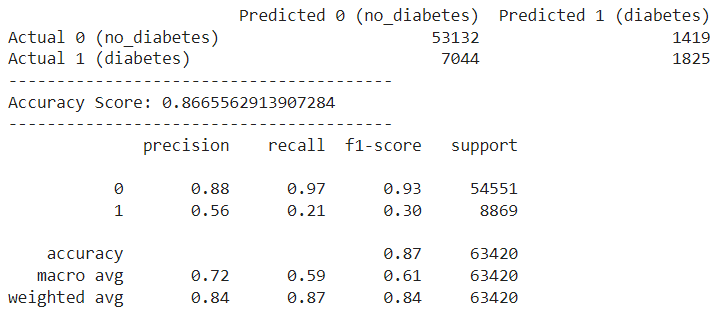 Predicted 0 (no_diabetes) Predicted 1 (diabetes)
Actual 0 (no_diabetes) 53132 1419
Actual 1 (diabetes) 7044 1825
----------------------------------------
Accuracy Score: 0.8665562913907284
----------------------------------------
precision recall f1-score support
0 0.88 0.97 0.93 54551
1 0.56 0.21 0.30 8869
accuracy 0.87 63420
macro avg 0.72 0.59 0.61 63420
weighted avg 0.84 0.87 0.84 63420